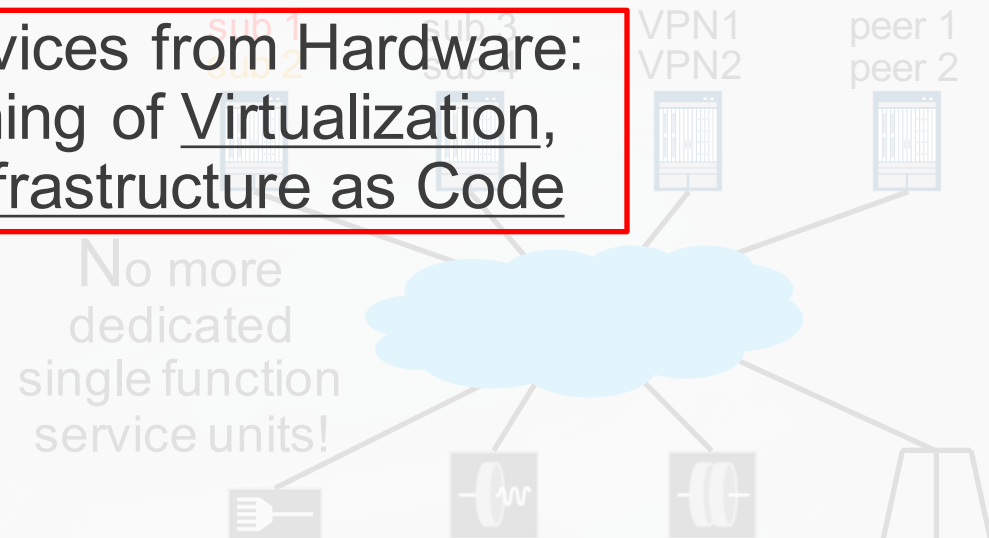 sub 1 sub 3 VPN1 peer 1
sub 2 sub 4 VPN2 peer 2
vices from Hardware:
ning of Virtualization,
frastructure as Code
No more
dedicated
single function
service units!